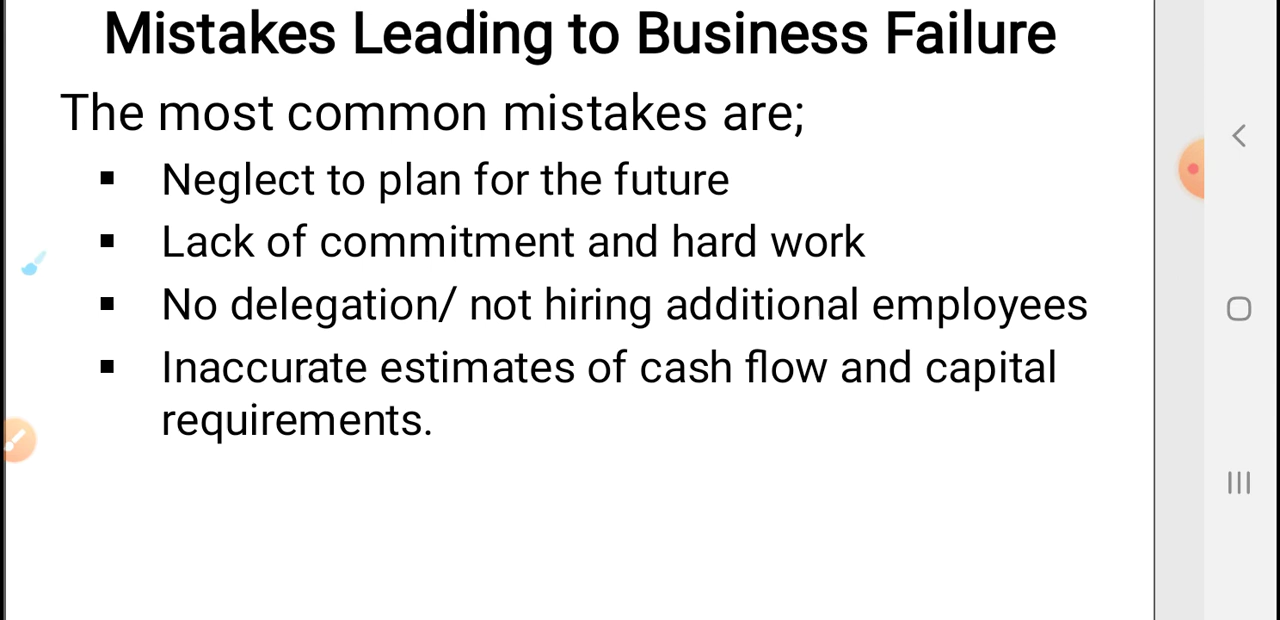 Mistakes Leading to Business Failure
The most common mistakes are;
▪ Neglect to plan for the future
▪ Lack of commitment and hard work
▪ No delegation/ not hiring additional employees
▪ Inaccurate estimates of cash flow and capital
requirements.